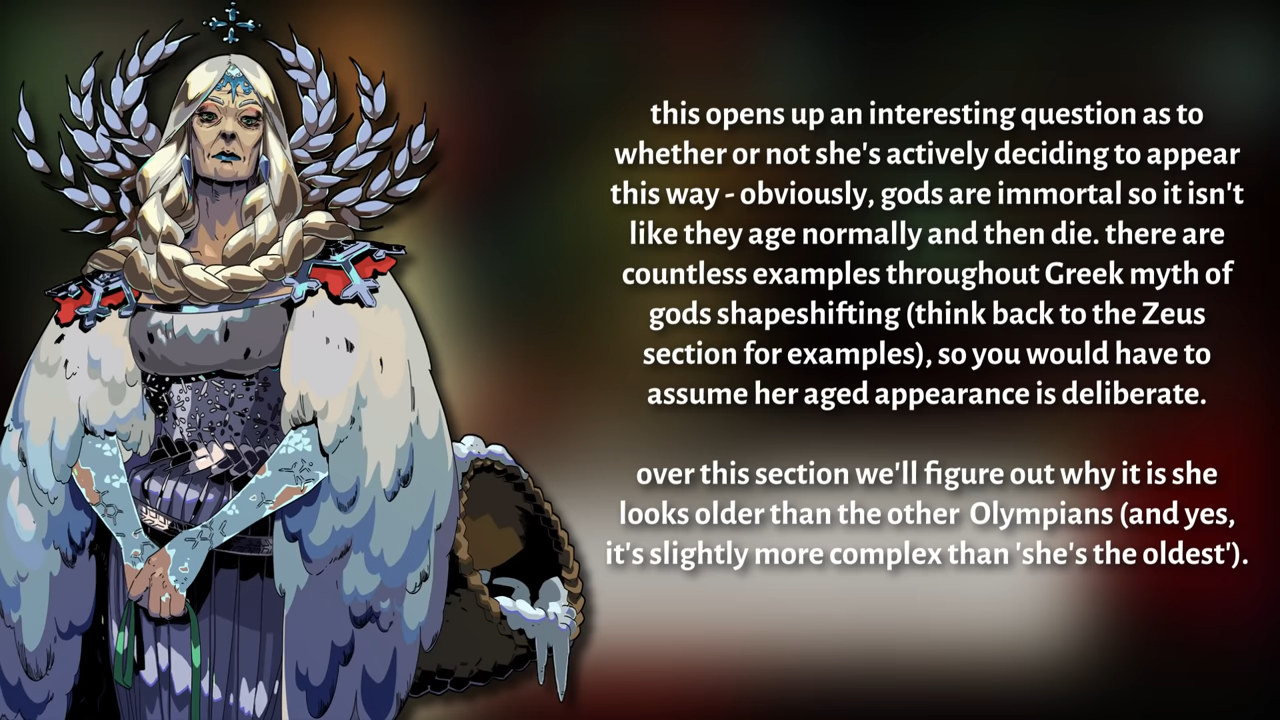 this opens up an interesting question as to
whether or not she's actively deciding to appear
this way - obviously, gods are immortal so it isn't
like they age normally and then die. there are
countless examples throughout Greek myth of
gods shapeshifting (think back to the Zeus
section for examples), so you would have to
assume her aged appearance is deliberate.
over this section we'll figure out why it is she
looks older than the other Olympians (and yes,
it's slightly more complex than 'she's the oldest').